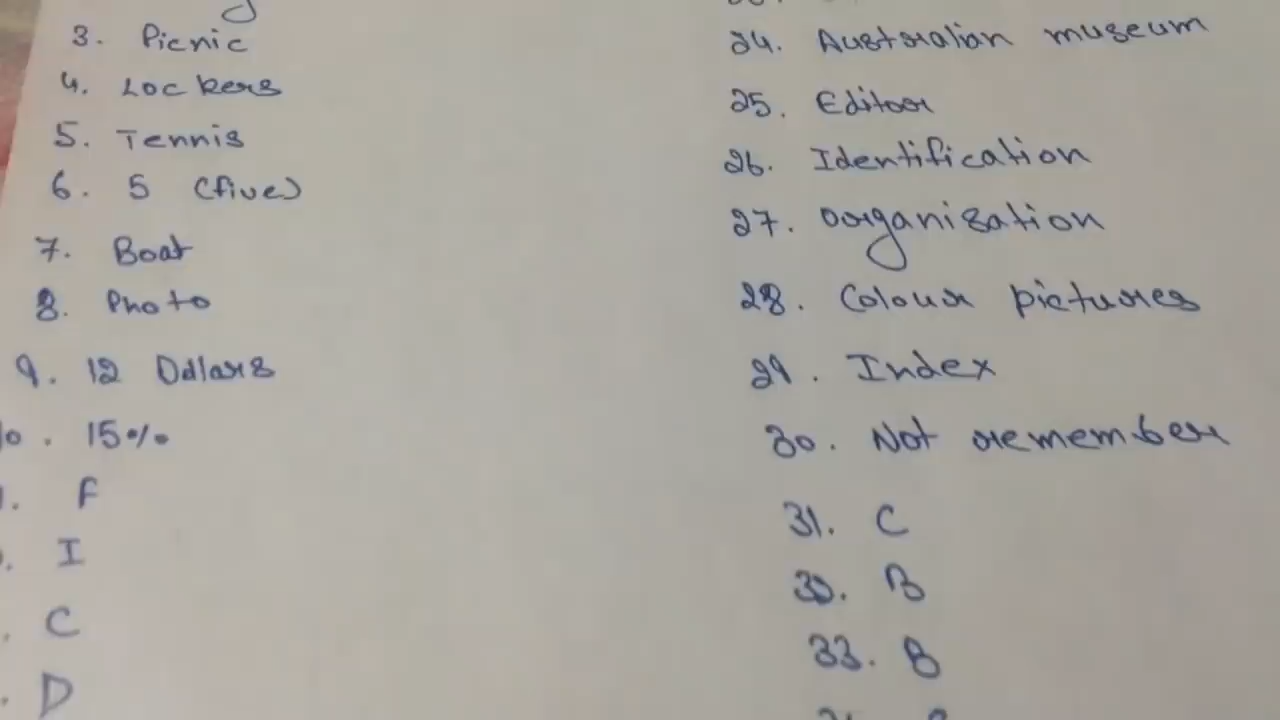 3. Picnic
4. Lockers
5. Tennis
6. 5 (five)
7. Boat
8. Photo
9. 12 Dollars
10. 15%
F
I
C
D
24. Australian museum
25. Editor
26. Identification
27. Organisation
28. Colour pictures
29. Index
30. Not remember
31. C
32. B
33. B